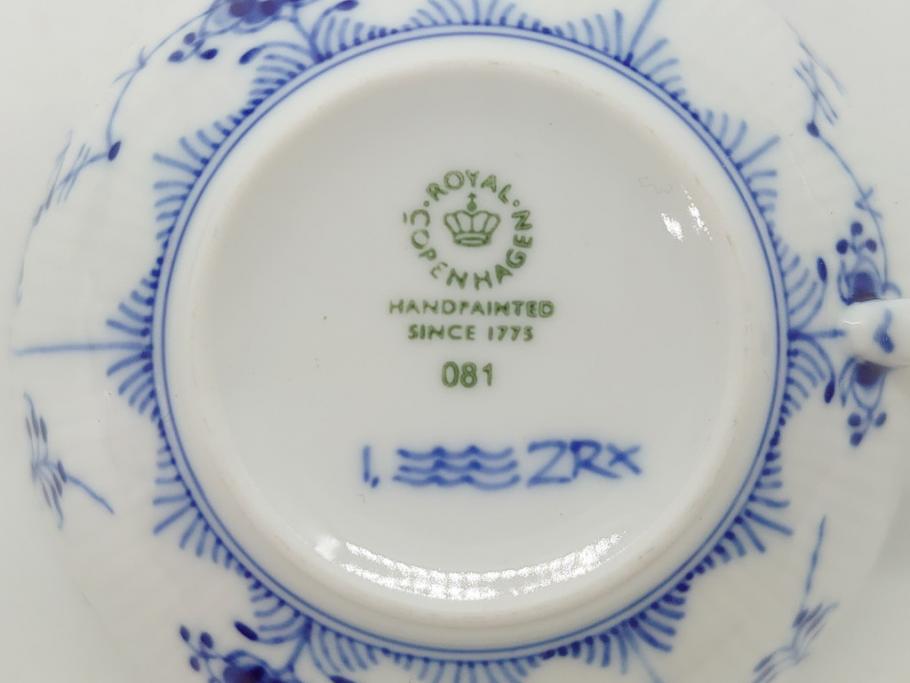 ROYAL COPENHAGEN
HANDPAINTED
SINCE 1775
081
1, ZRX